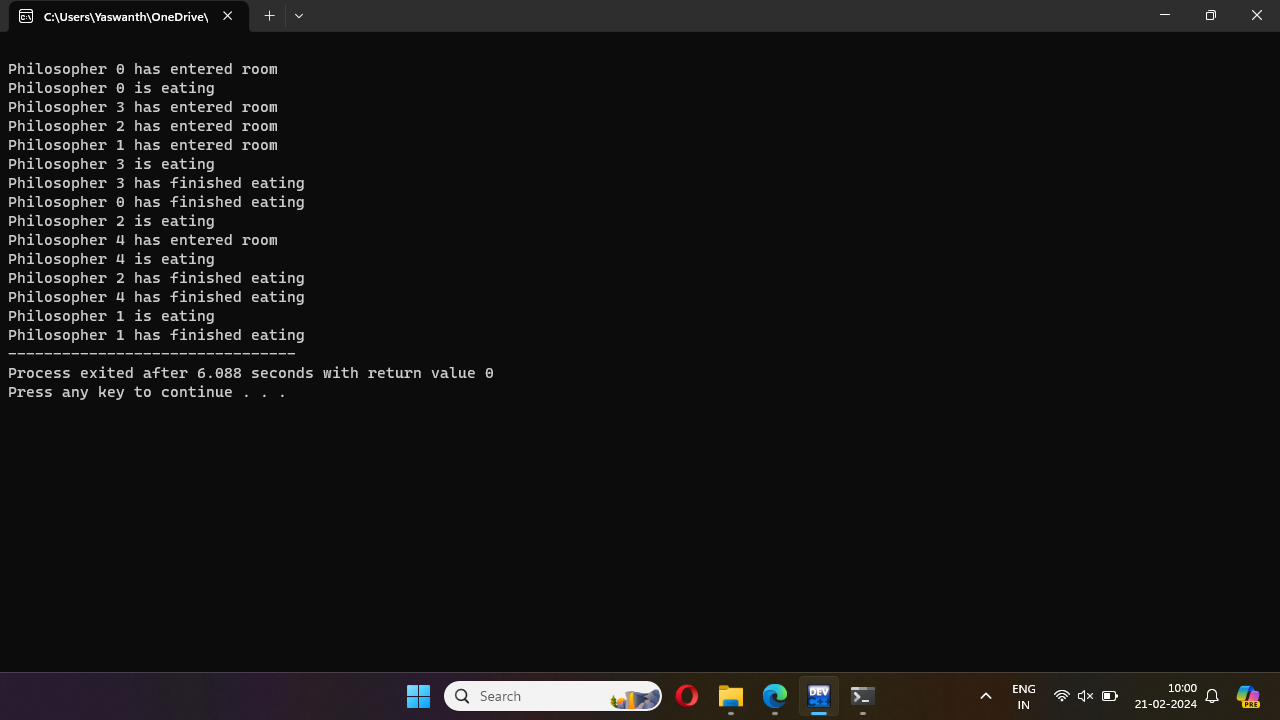 C:\Users\Yaswanth\OneDrive\
Philosopher 0 has entered room
Philosopher 0 is eating
Philosopher 3 has entered room
Philosopher 2 has entered room
Philosopher 1 has entered room
Philosopher 3 is eating
Philosopher 3 has finished eating
Philosopher 0 has finished eating
Philosopher 2 is eating
Philosopher 4 has entered room
Philosopher 4 is eating
Philosopher 2 has finished eating
Philosopher 4 has finished eating
Philosopher 1 is eating
Philosopher 1 has finished eating
--------------------------------
Process exited after 6.088 seconds with return value 0
Press any key to continue . . .
Search
DEV
ENG
IN
10:00
21-02-2024
PRE